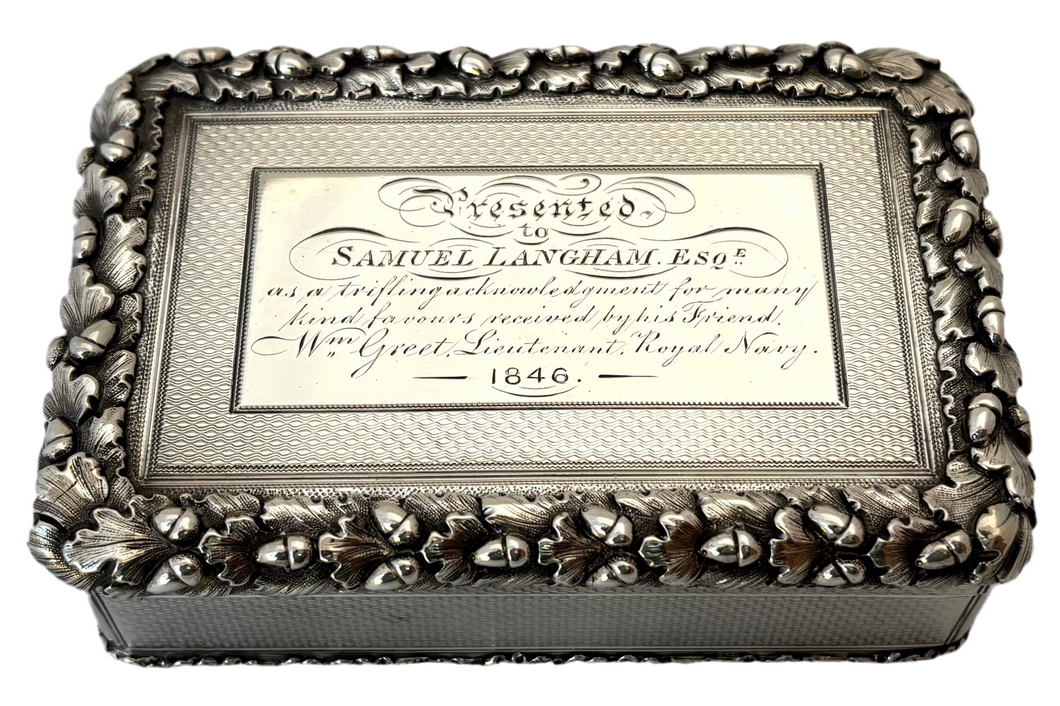 Presented
to
SAMUEL LANGHAM. ESQᴱ
as a trifling acknowledgment for many
kind favours received by his Friend,
Wᵐ Greet, Lieutenant, Royal Navy.
1846.